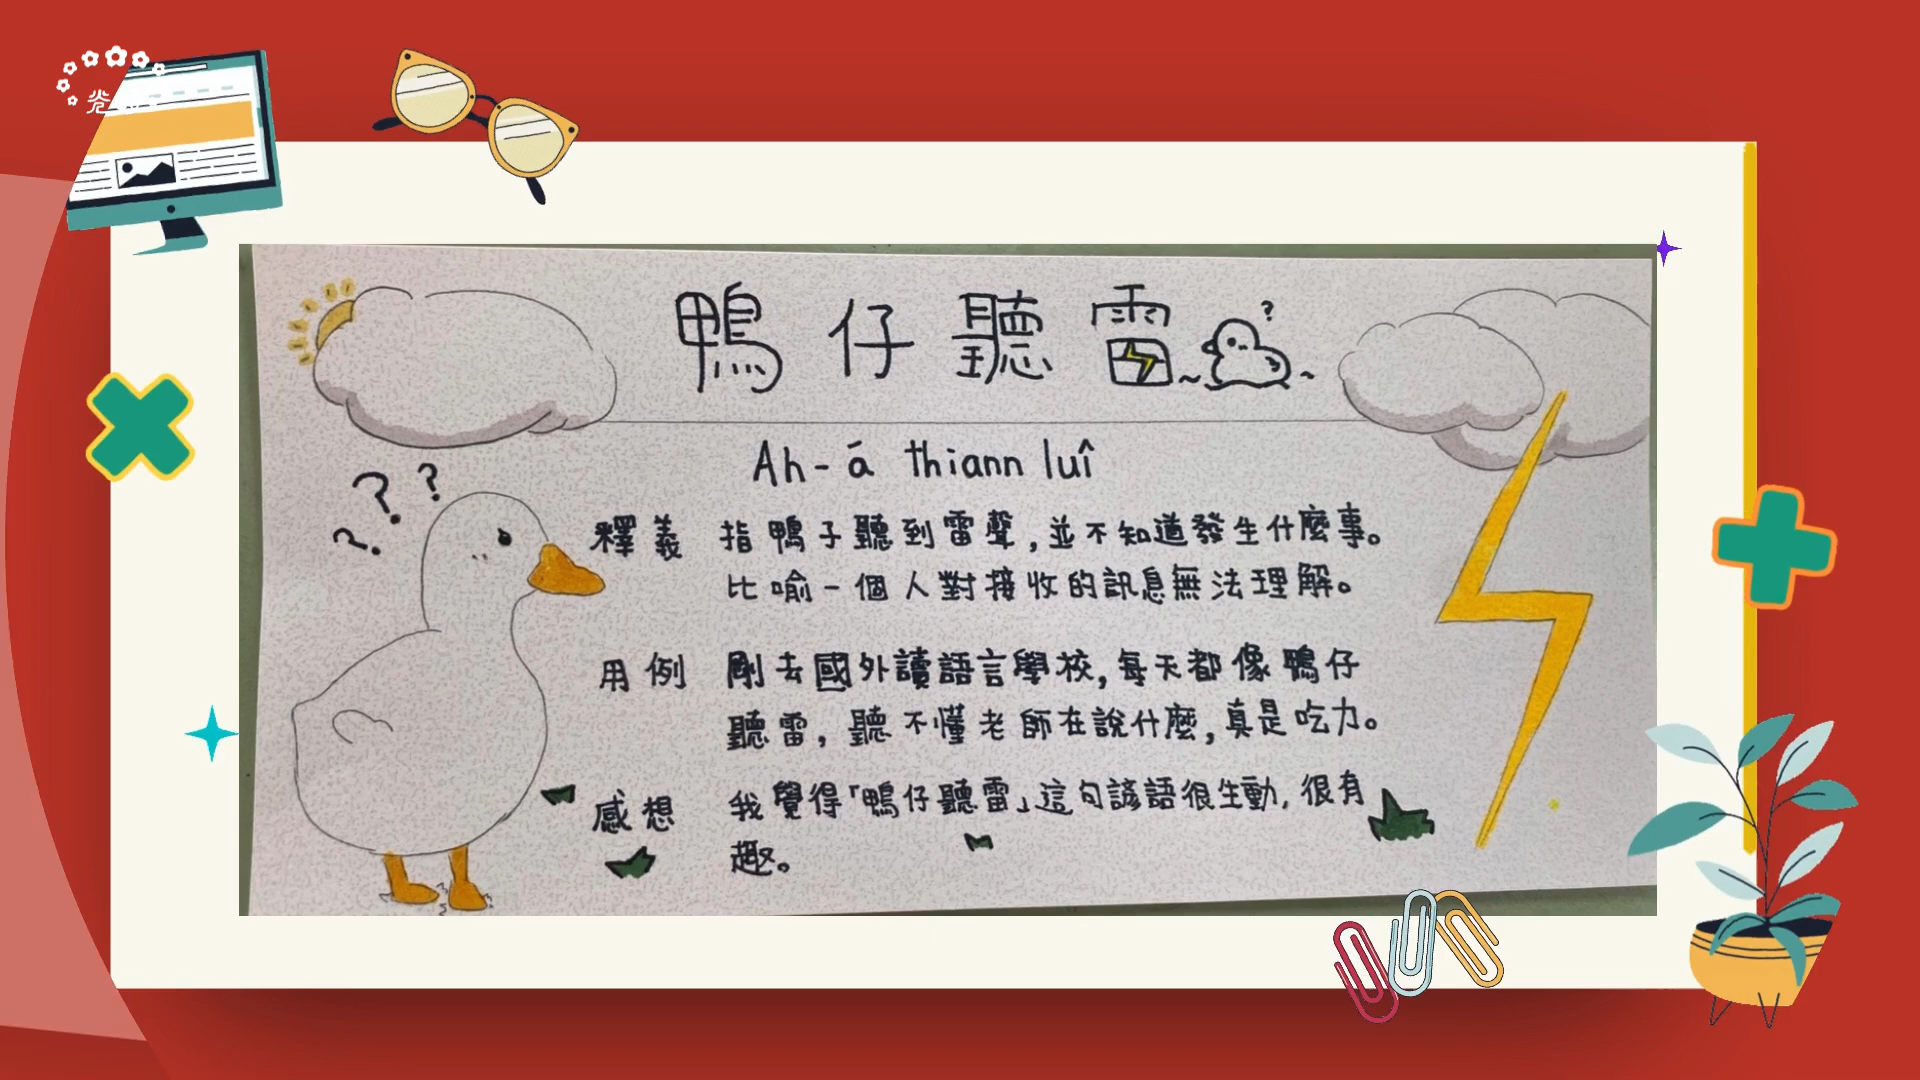 鴨仔聽雷
?
Ah-á thiann luî
? ? ?
釋義 指鴨子聽到雷聲,並不知道發生什麼事。
比喻一個人對接收的訊息無法理解。
用例 剛去國外讀語言學校,每天都像鴨仔
聽雷,聽不懂老師在說什麼,真是吃力。
感想 我覺得「鴨仔聽雷」這句諺語很生動,很有
趣。